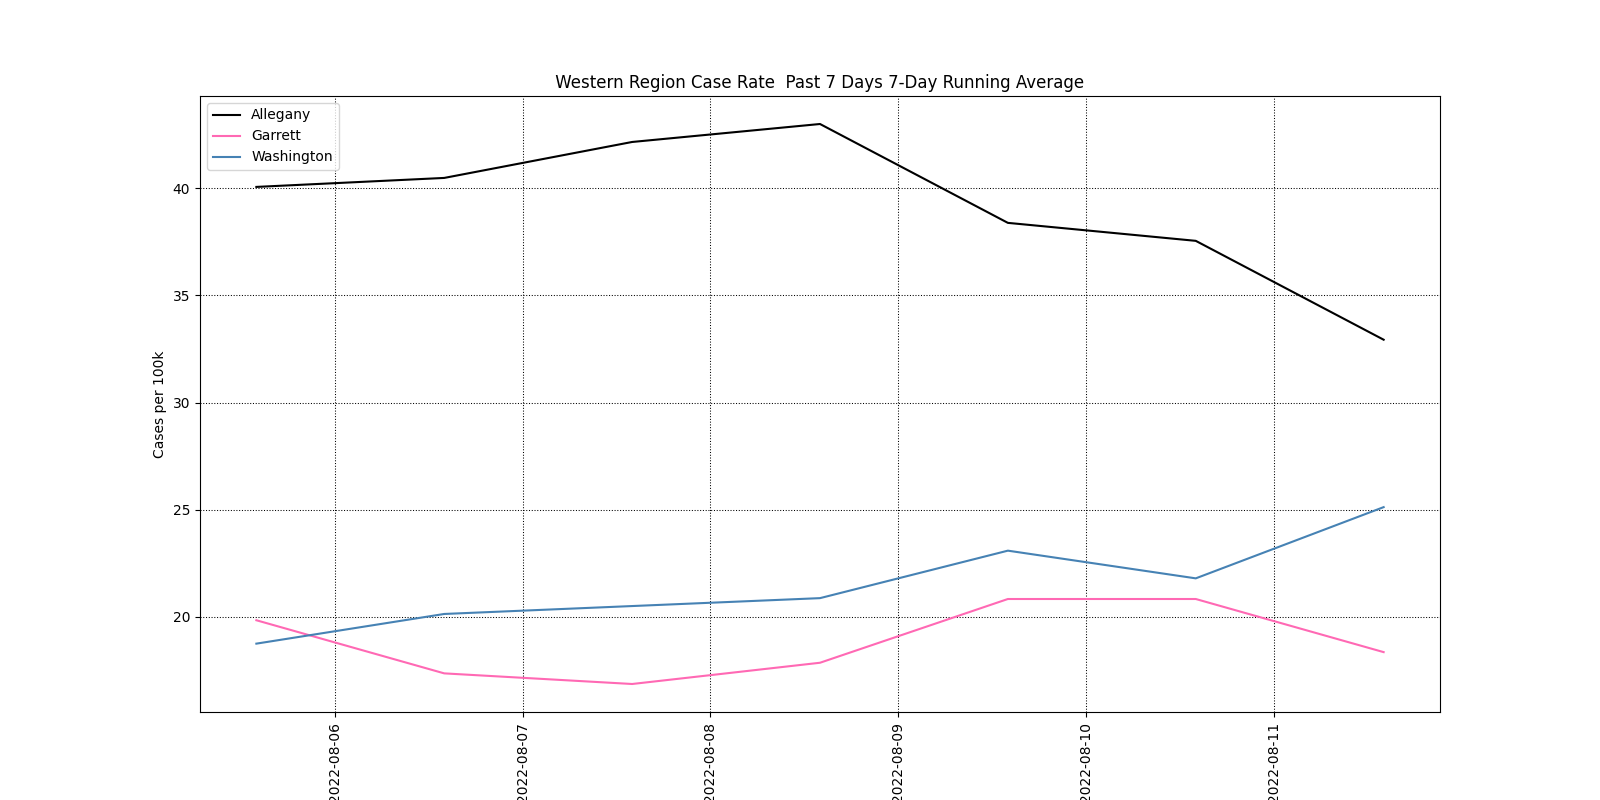 Western Region Case Rate  Past 7 Days 7-Day Running Average
Allegany
Garrett
Washington
40
35
30
25
20
Cases per 100k
2022-08-06
2022-08-07
2022-08-08
2022-08-09
2022-08-10
2022-08-11